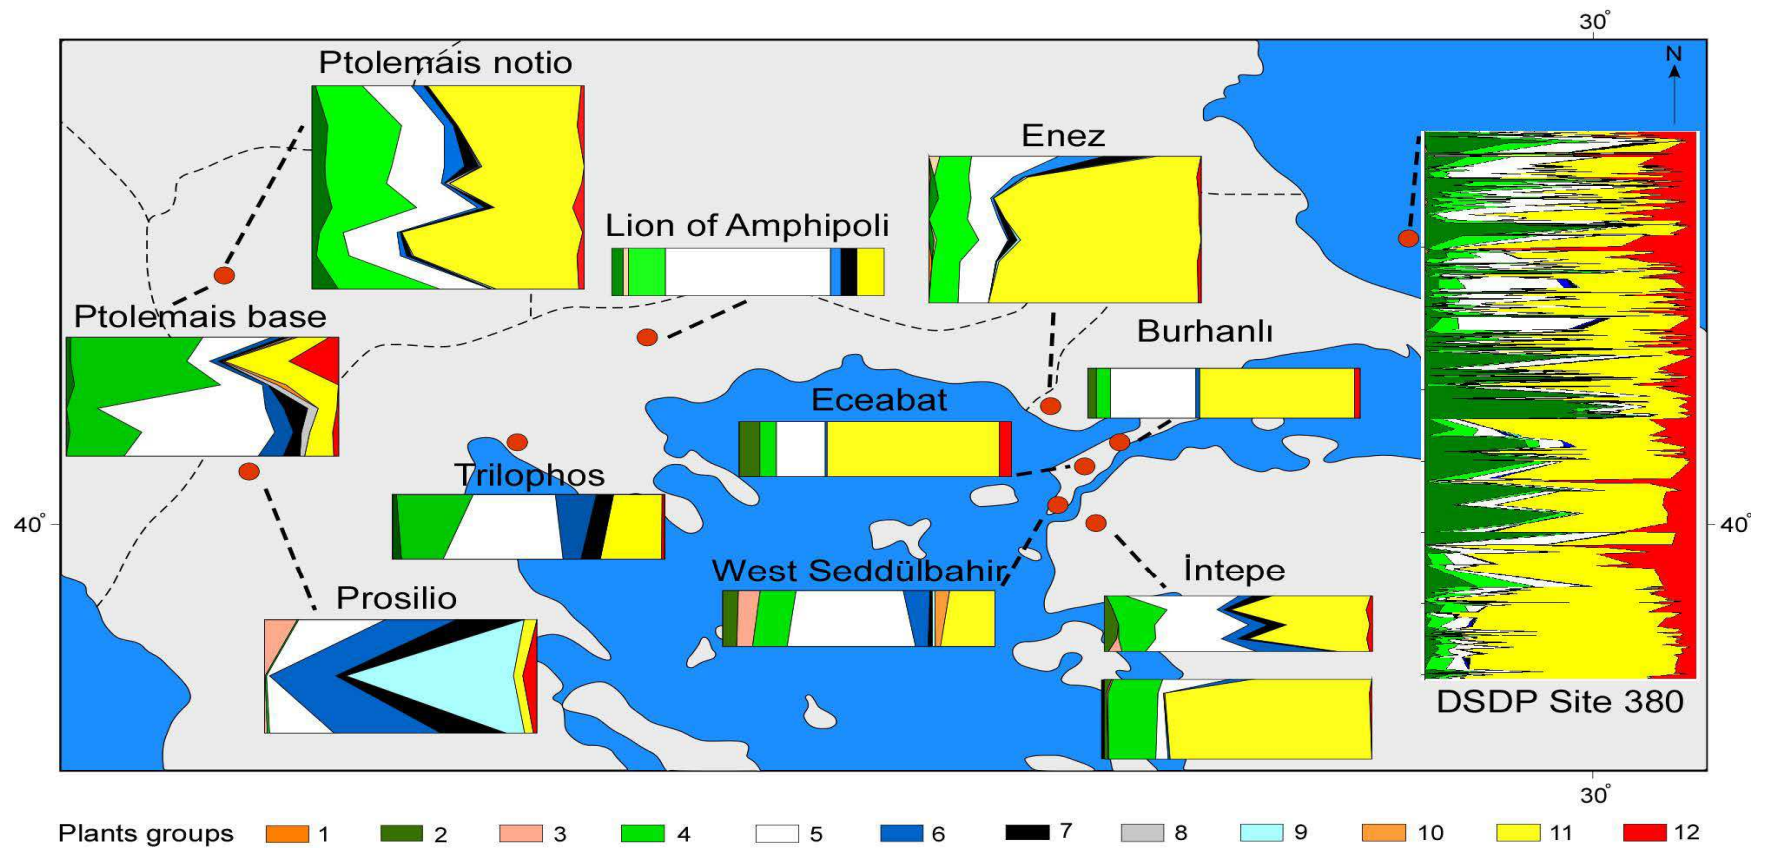 30°
N
Ptolemais notio
Enez
Lion of Amphipoli
Ptolemais base
Burhanlı
Eceabat
Trilophos
40°
40°
West Seddülbahir
İntepe
Prosilio
DSDP Site 380
30°
Plants groups 1 2 3 4 5 6 7 8 9 10 11 12